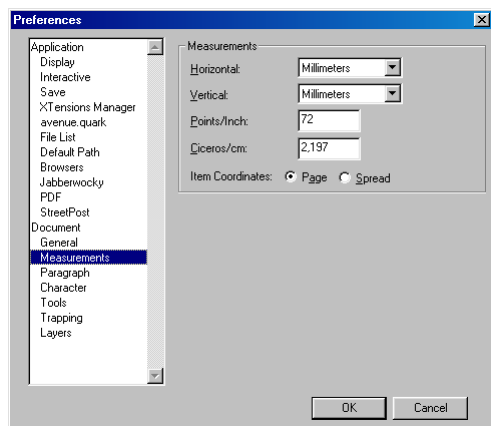 Preferences
Application
Display
Interactive
Save
XTensions Manager
avenue.quark
File List
Default Path
Browsers
Jabberwocky
PDF
StreetPost
Document
General
Measurements
Paragraph
Character
Tools
Trapping
Layers
Measurements
Horizontal: Millimeters
Vertical: Millimeters
Points/Inch: 72
Ciceros/cm: 2,197
Item Coordinates: Page Spread
OK Cancel